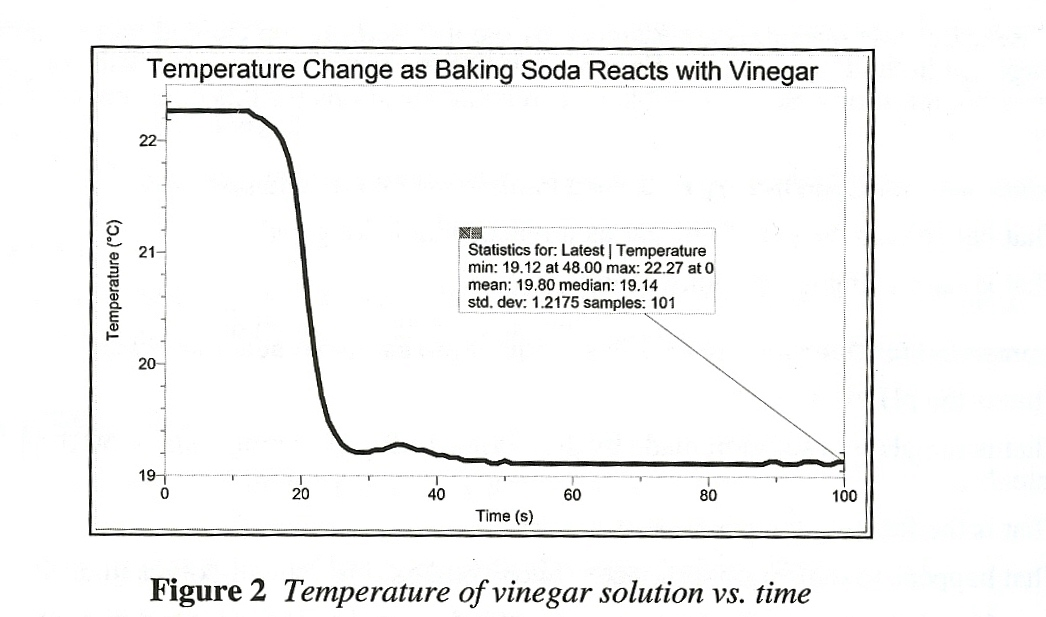 Temperature Change as Baking Soda Reacts with Vinegar
22
21
20
19
Temperature (°C)
Statistics for: Latest | Temperature
min: 19.12 at 48.00 max: 22.27 at 0
mean: 19.80 median: 19.14
std. dev: 1.2175 samples: 101
0
20
40
60
80
100
Time (s)
Figure 2 Temperature of vinegar solution vs. time